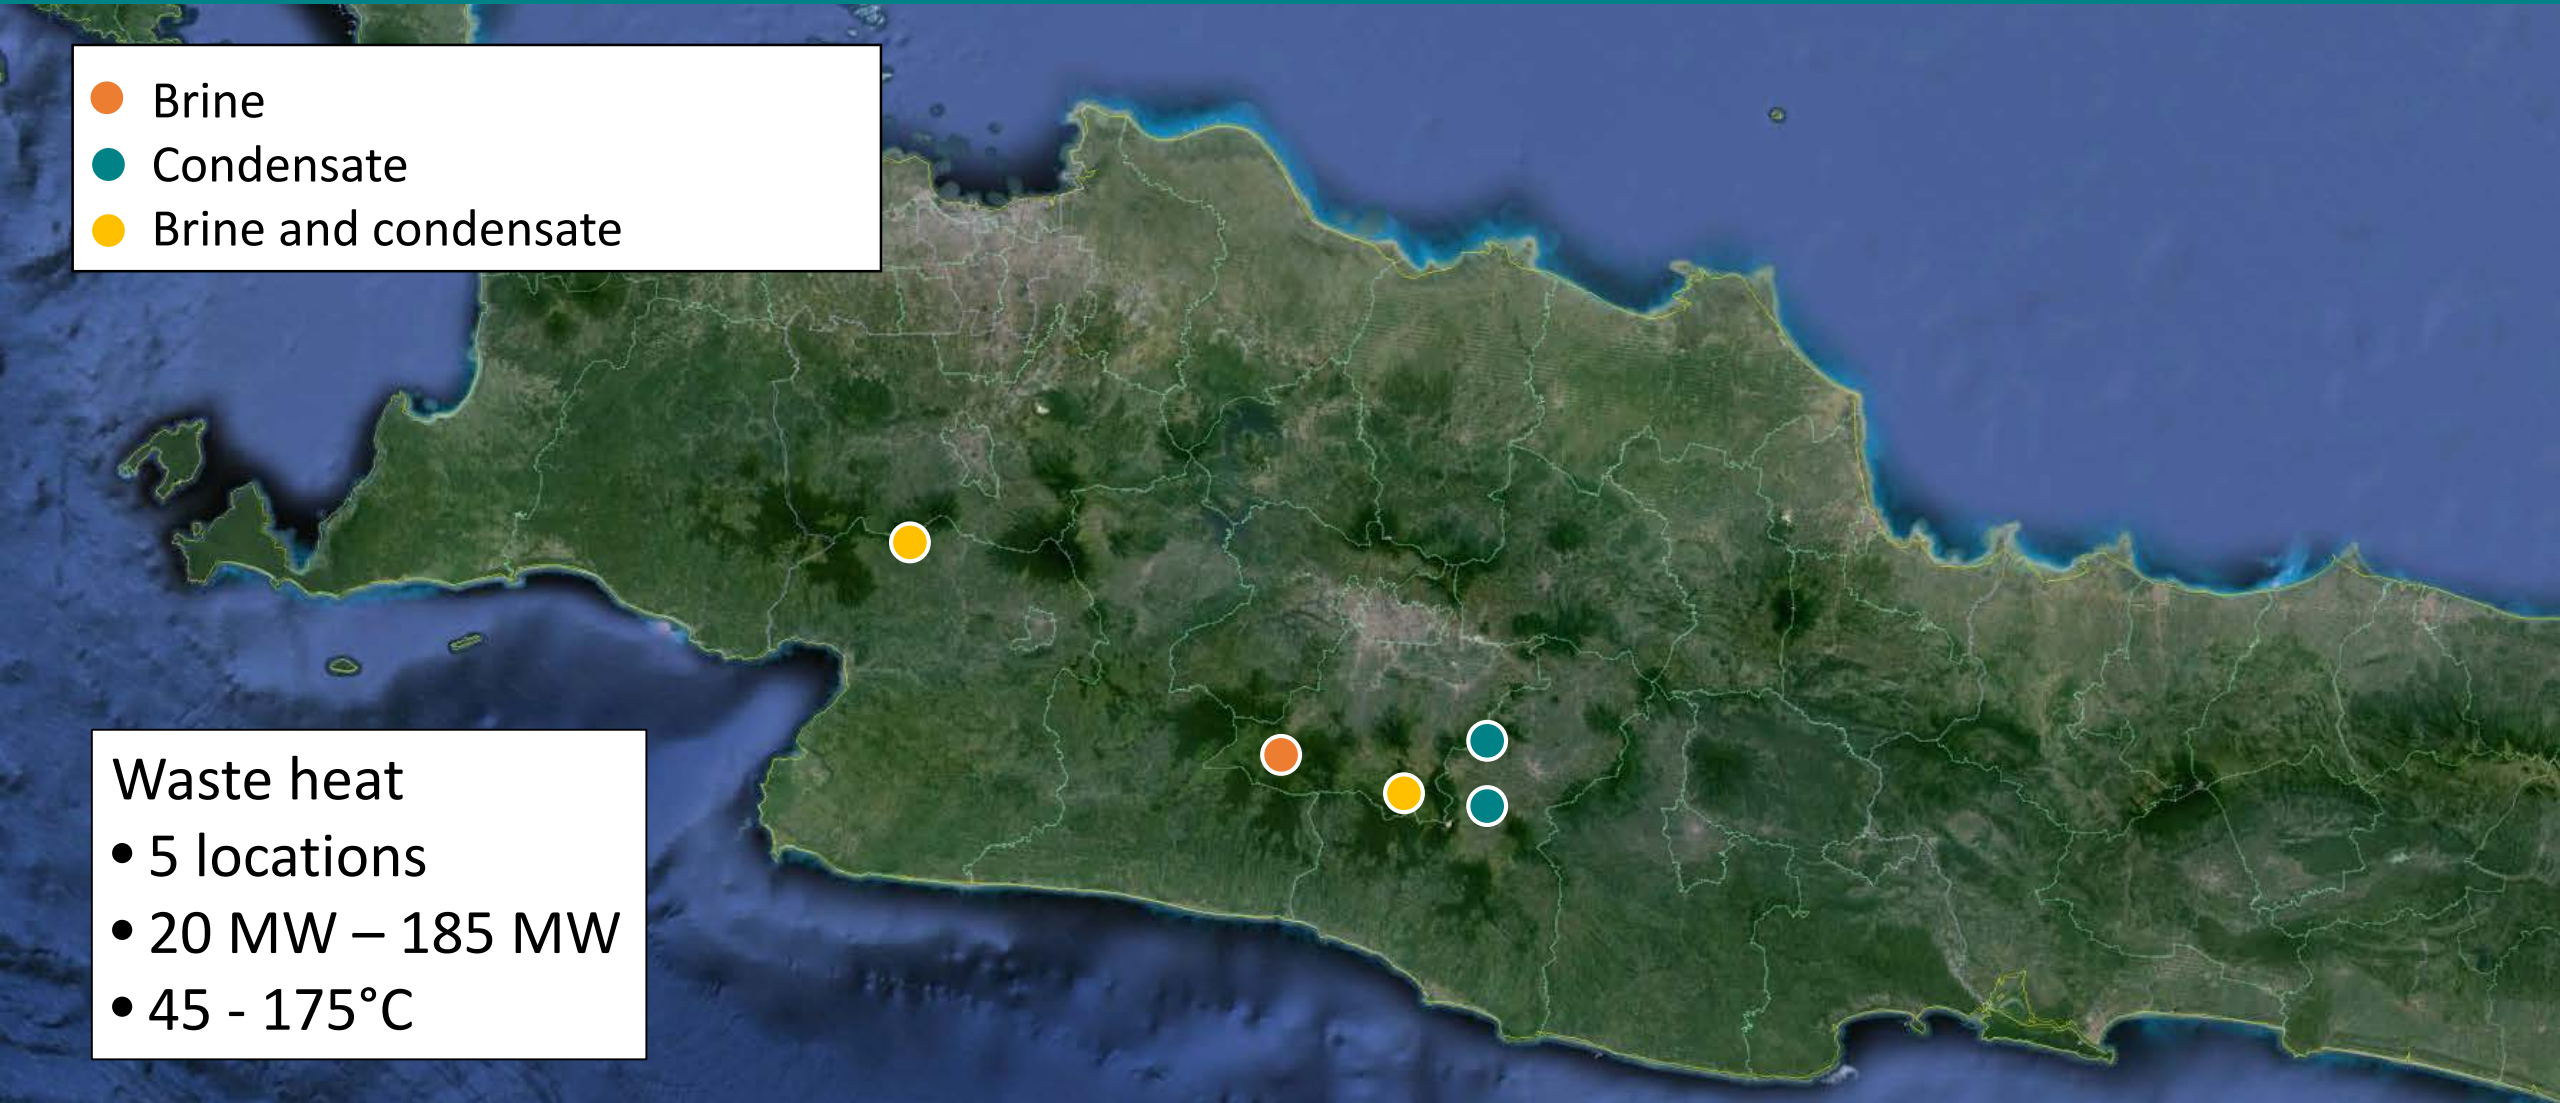 Brine
Condensate
Brine and condensate
Waste heat
• 5 locations
• 20 MW – 185 MW
• 45 - 175°C